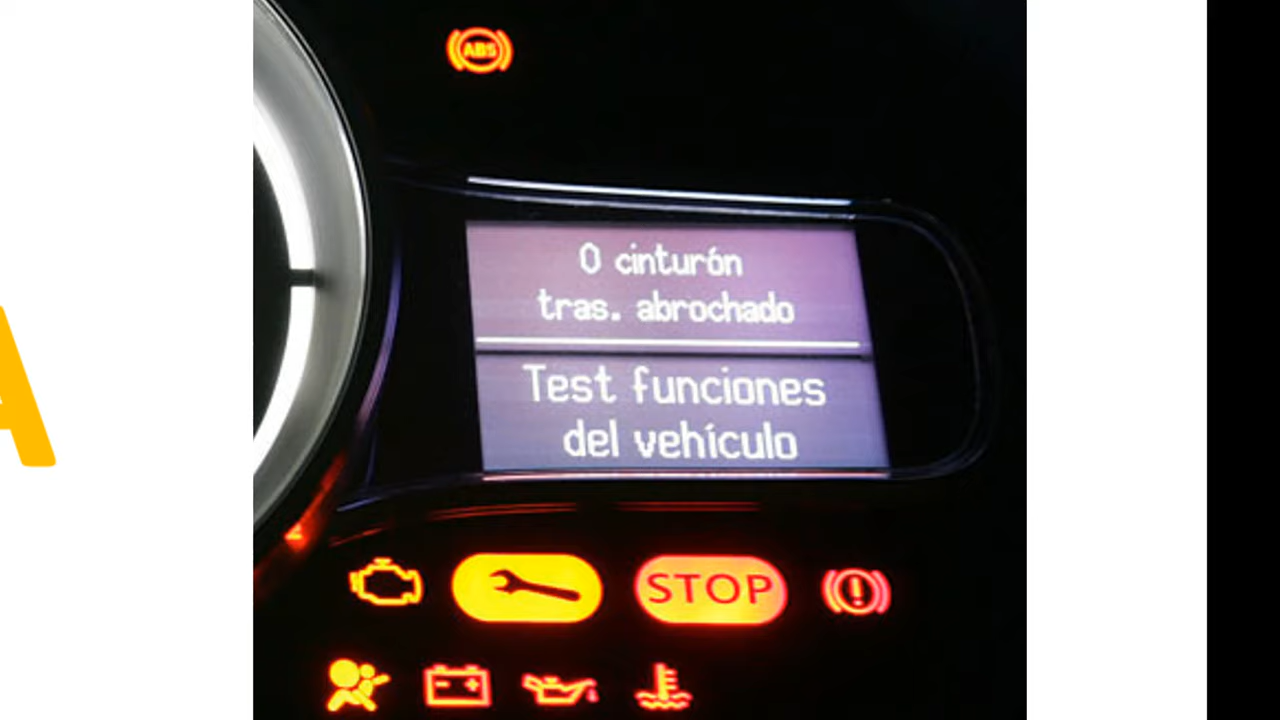 A
ABS
0 cinturón
tras. abrochado
Test funciones
del vehículo
STOP